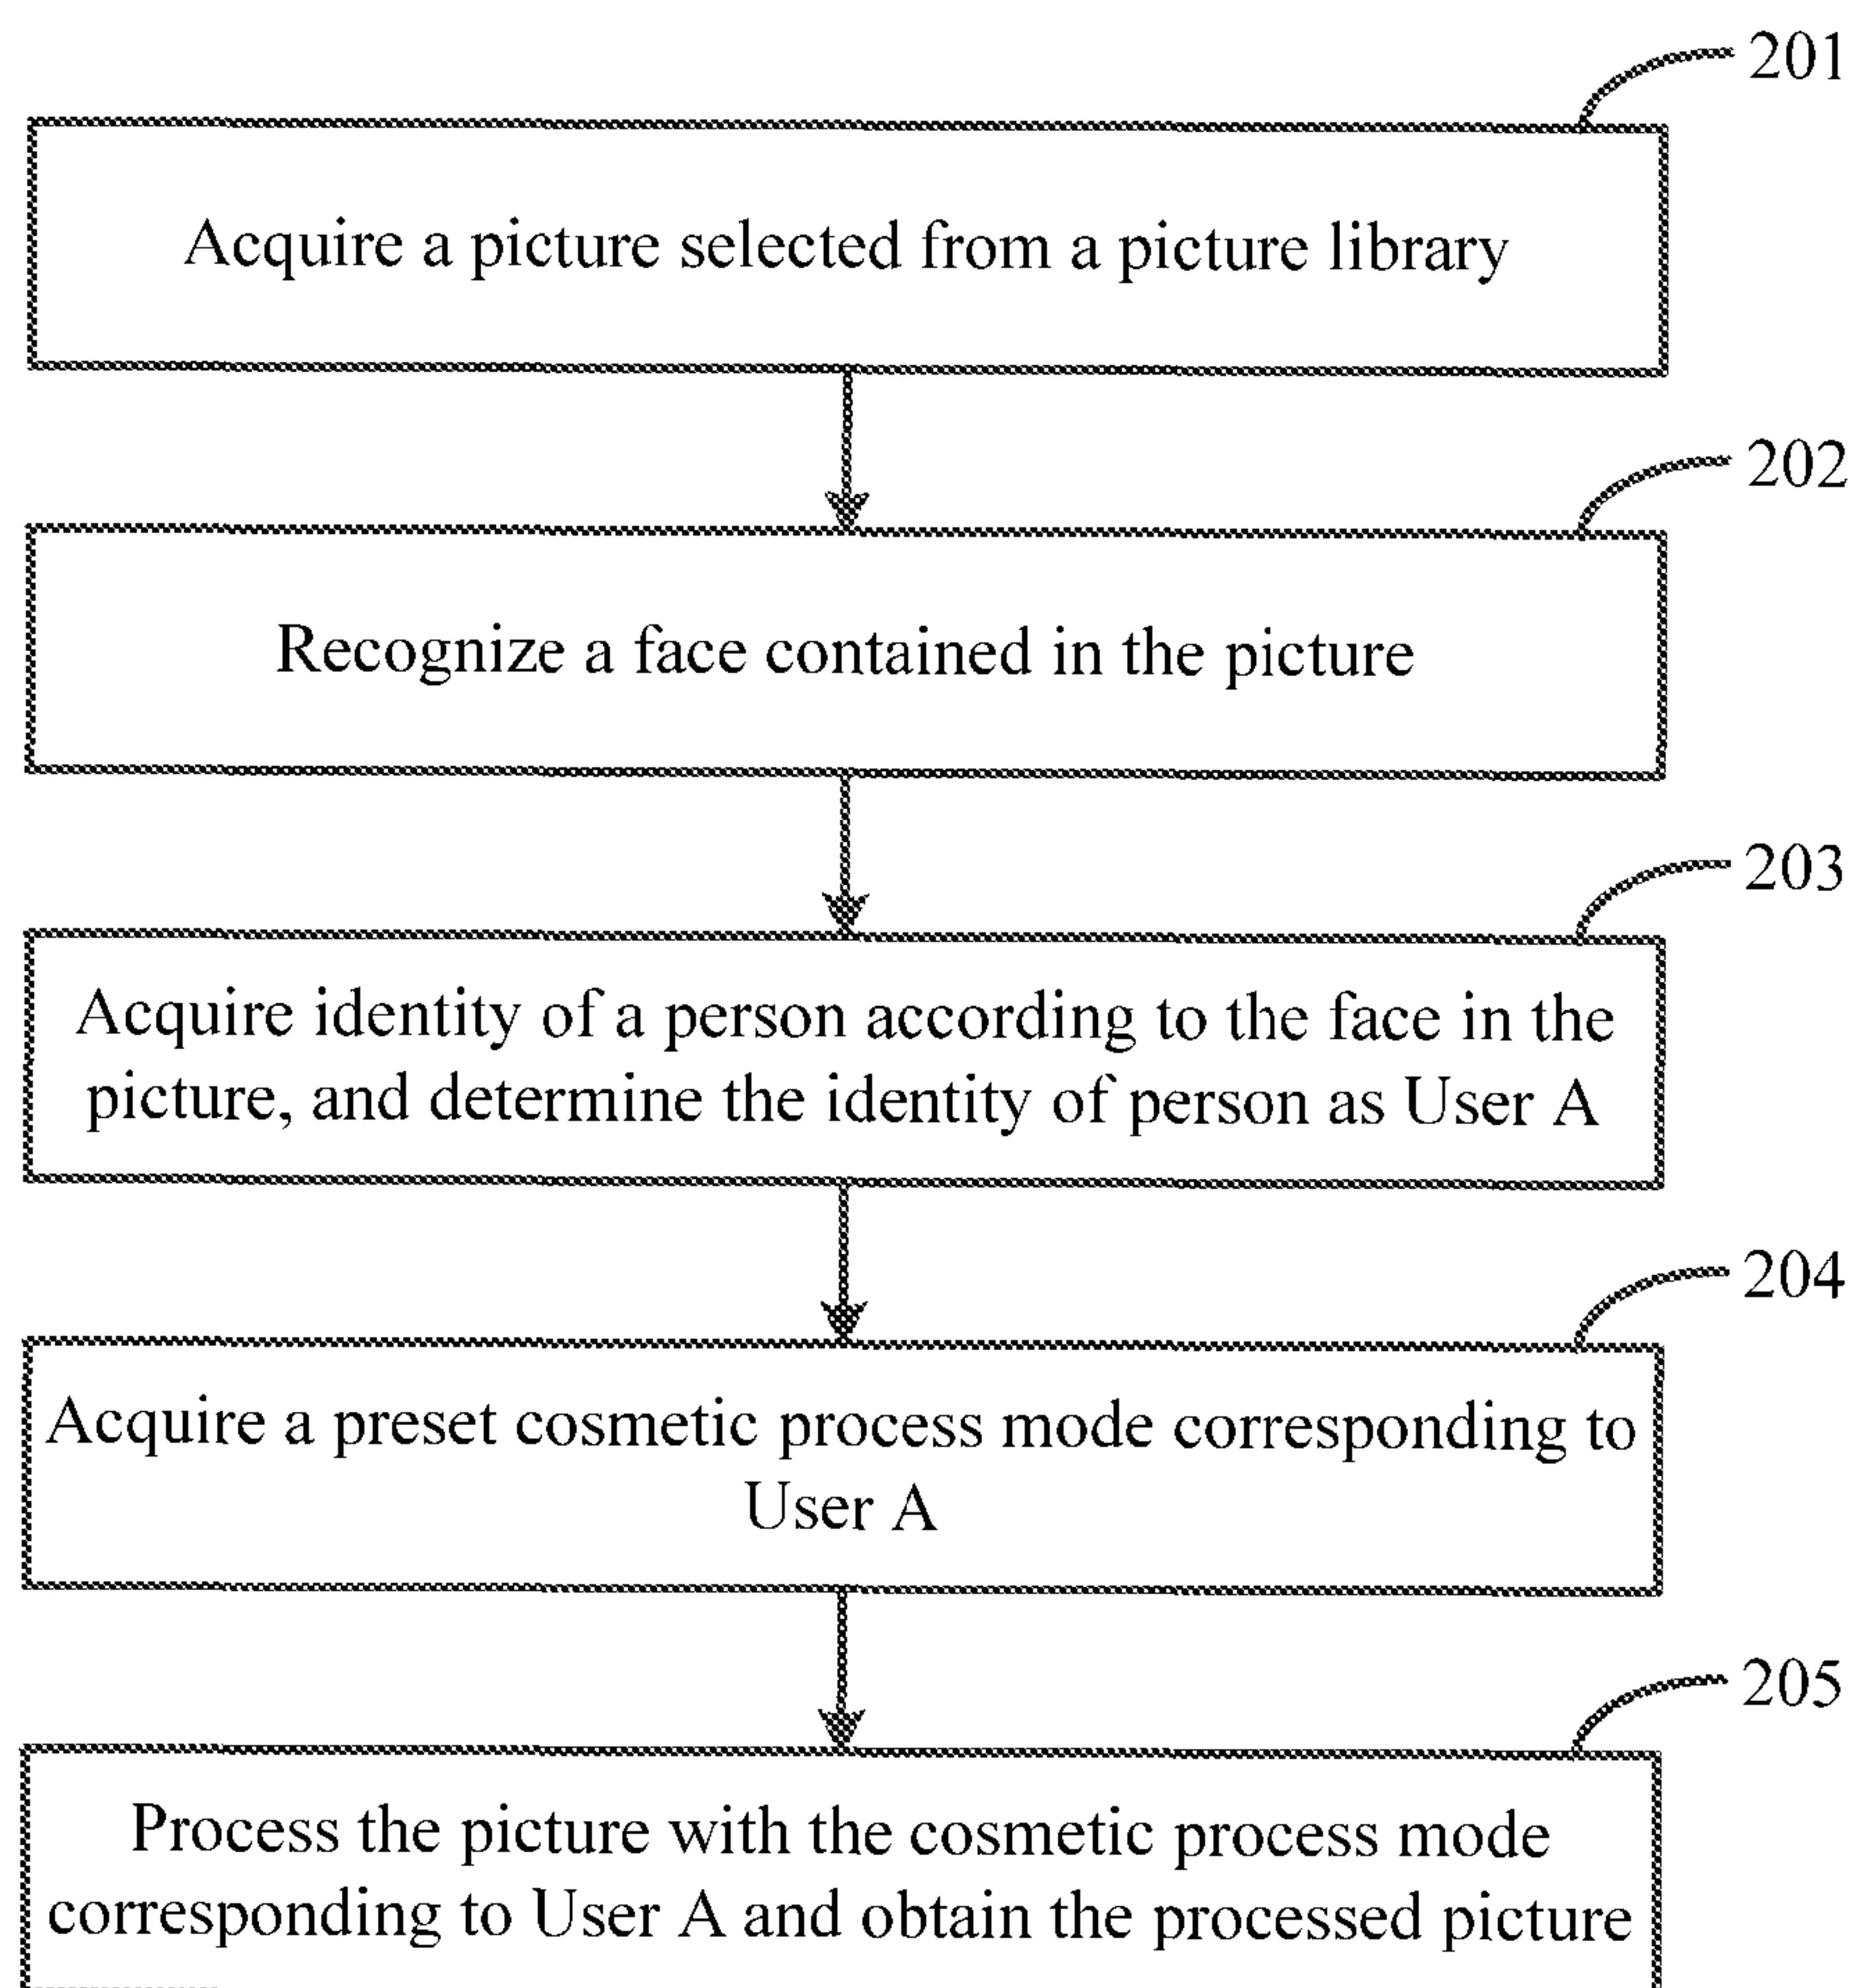 201
Acquire a picture selected from a picture library
202
Recognize a face contained in the picture
203
Acquire identity of a person according to the face in the
picture, and determine the identity of person as User A
204
Acquire a preset cosmetic process mode corresponding to
User A
205
Process the picture with the cosmetic process mode
corresponding to User A and obtain the processed picture